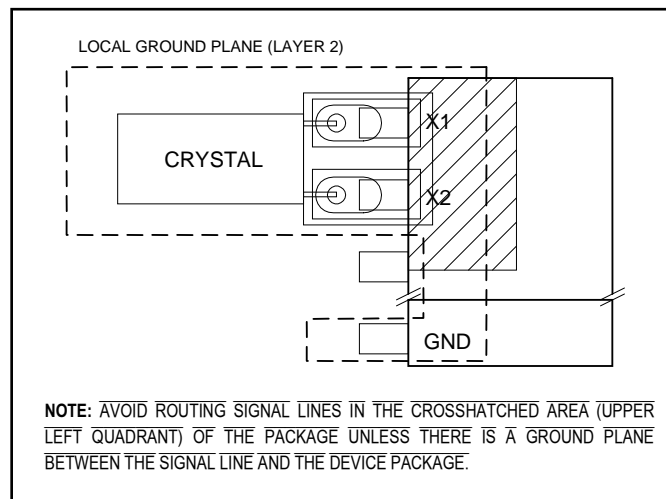 LOCAL GROUND PLANE (LAYER 2)
X1
CRYSTAL
X2
GND
NOTE: AVOID ROUTING SIGNAL LINES IN THE CROSSHATCHED AREA (UPPER
LEFT QUADRANT) OF THE PACKAGE UNLESS THERE IS A GROUND PLANE
BETWEEN THE SIGNAL LINE AND THE DEVICE PACKAGE.